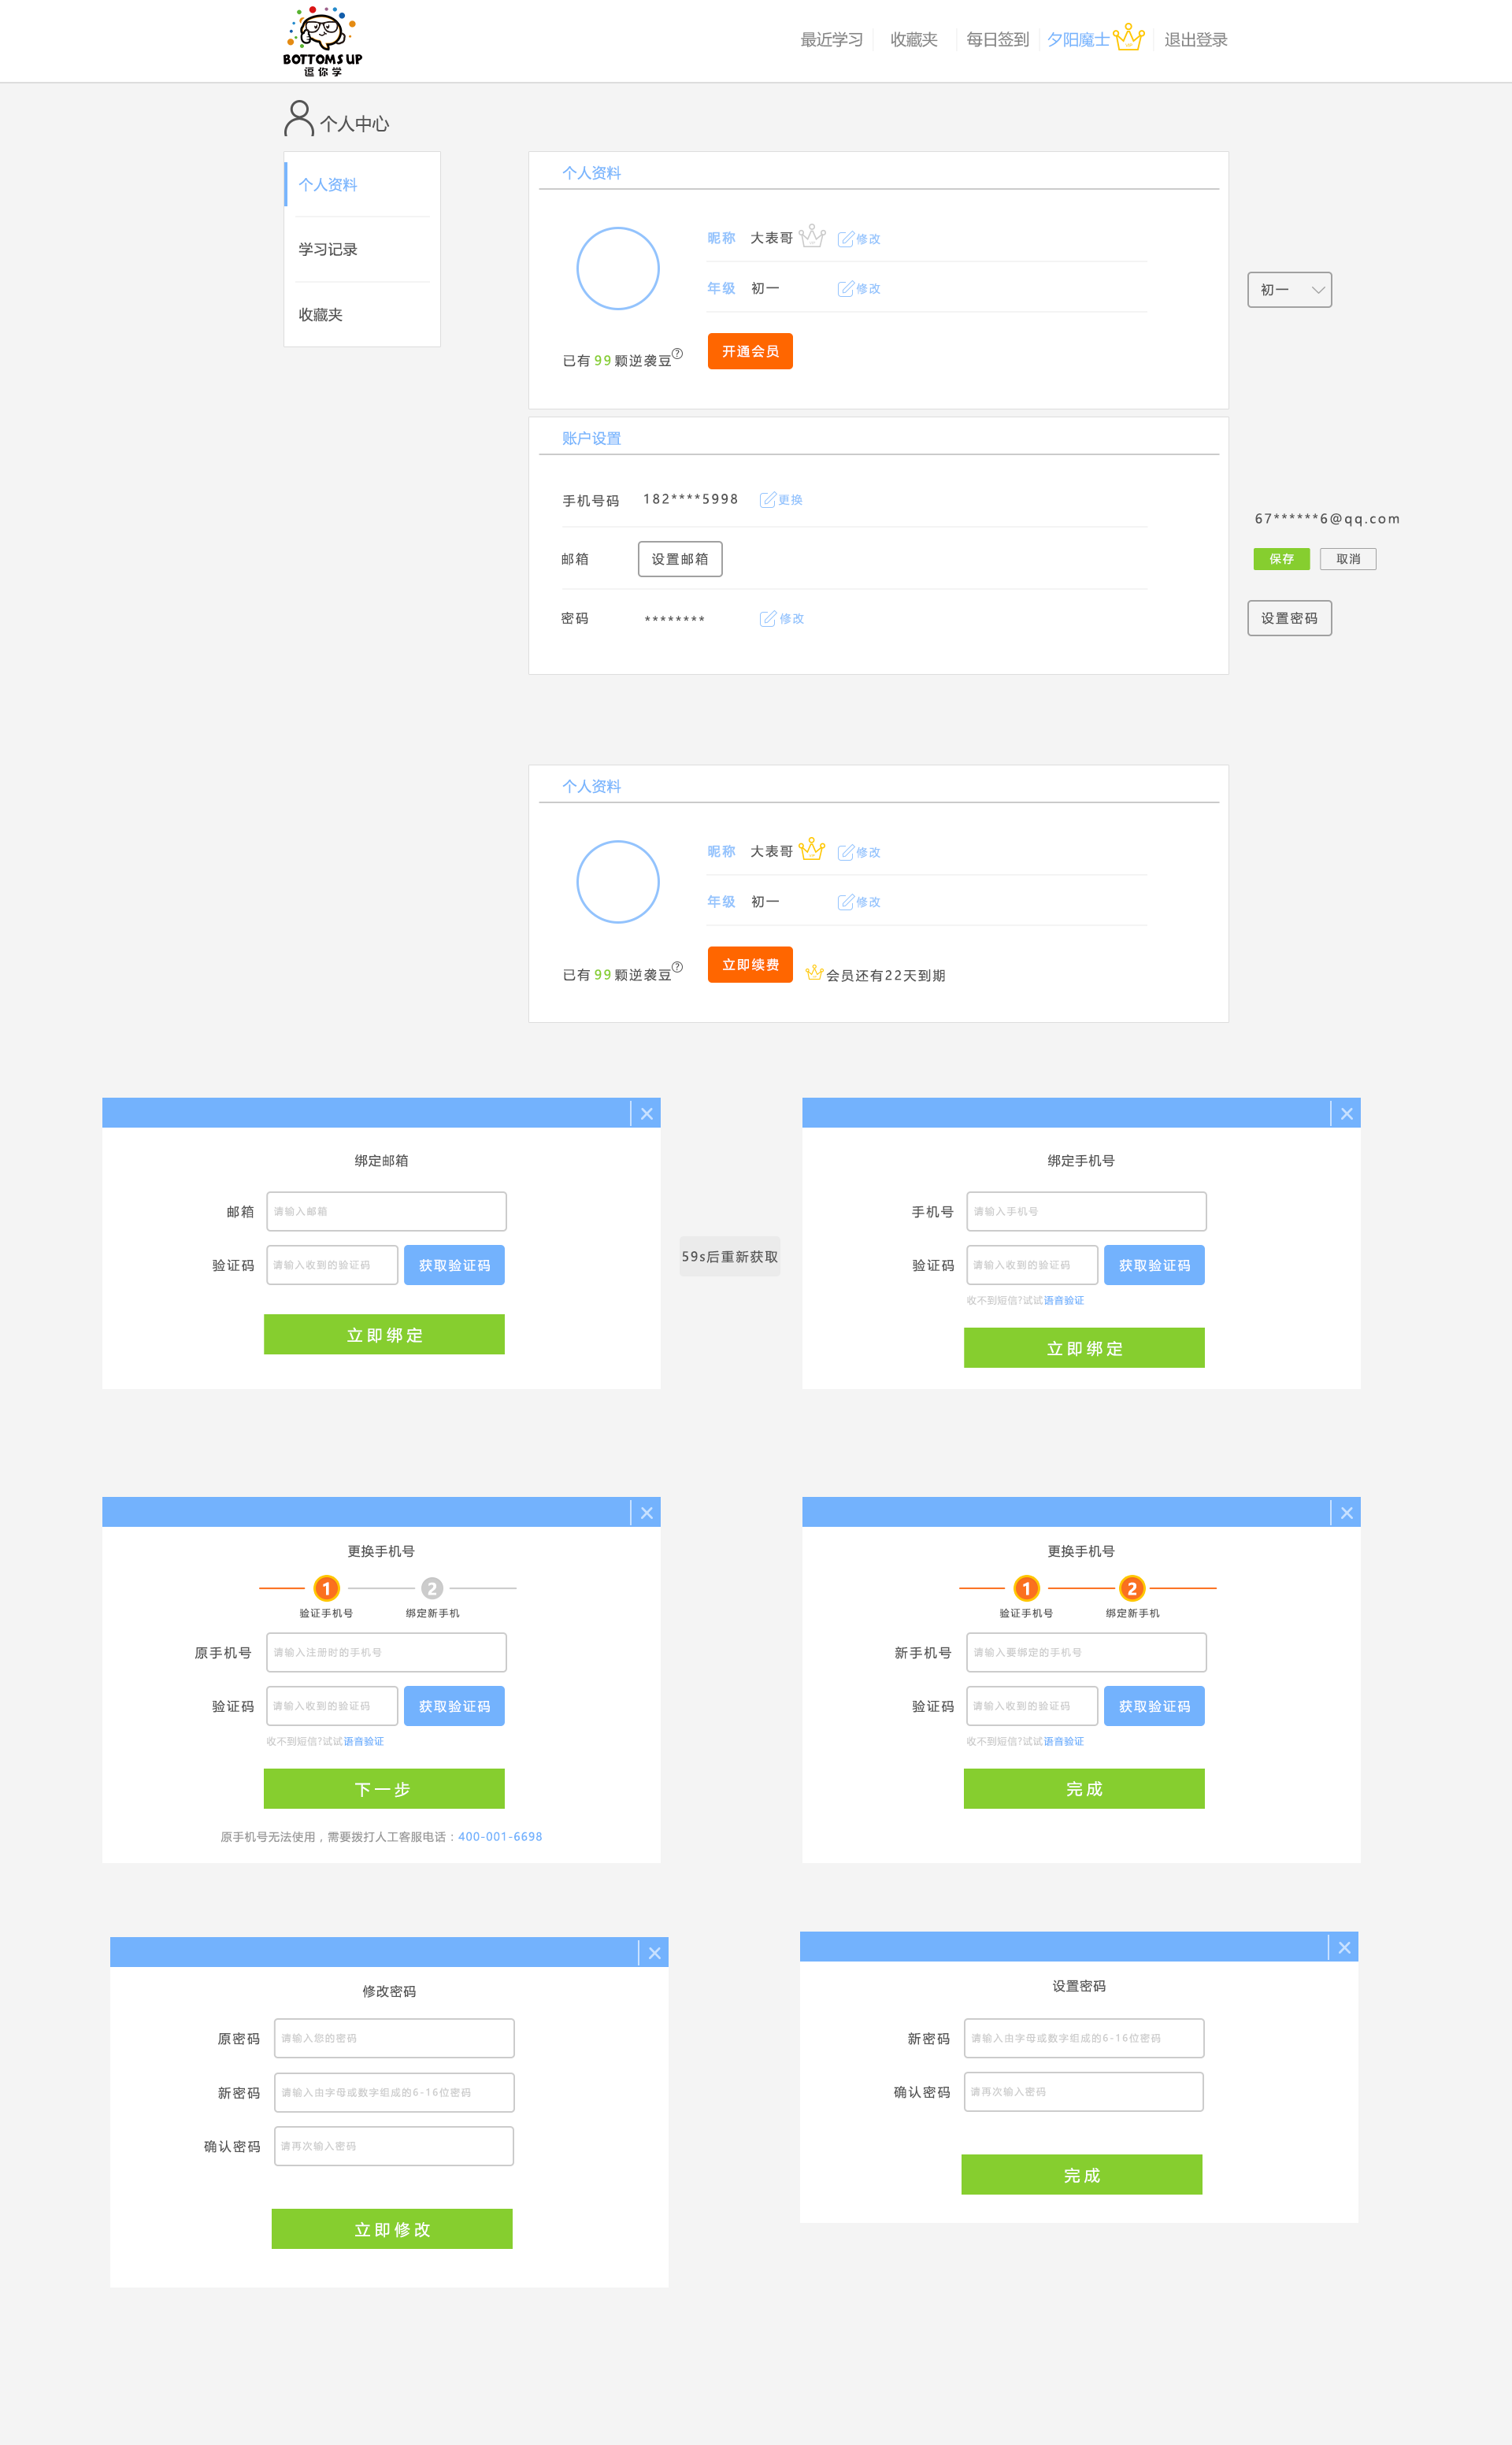 BOTTOMS UP
逗你学
最近学习 收藏夹 每日签到 夕阳魔士 退出登录
个人中心
个人资料
学习记录
收藏夹
个人资料
昵称 大表哥 修改
年级 初一 修改
已有 99 颗逆袭豆 ?
开通会员
初一
账户设置
手机号码 182****5998 更换
邮箱 设置邮箱
密码 ******** 修改
67******6@qq.com
保存 取消
设置密码
个人资料
昵称 大表哥 修改
年级 初一 修改
已有 99 颗逆袭豆 ?
立即续费 会员还有22天到期
绑定邮箱
邮箱 请输入邮箱
验证码 请输入收到的验证码 获取验证码
立即绑定
59s后重新获取
绑定手机号
手机号 请输入手机号
验证码 请输入收到的验证码 获取验证码
收不到短信?试试语音验证
立即绑定
更换手机号
1 2
验证手机号 绑定新手机
原手机号 请输入注册时的手机号
验证码 请输入收到的验证码 获取验证码
收不到短信?试试语音验证
下一步
原手机号无法使用，需要拨打人工客服电话：400-001-6698
更换手机号
1 2
验证手机号 绑定新手机
新手机号 请输入要绑定的手机号
验证码 请输入收到的验证码 获取验证码
收不到短信?试试语音验证
完成
修改密码
原密码 请输入您的密码
新密码 请输入由字母或数字组成的6-16位密码
确认密码 请再次输入密码
立即修改
设置密码
新密码 请输入由字母或数字组成的6-16位密码
确认密码 请再次输入密码
完成